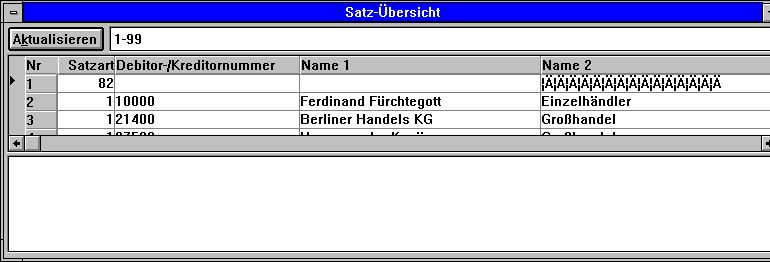 Satz-Übersicht
Aktualisieren 1-99
Nr Satzart Debitor-/Kreditornummer Name 1 Name 2
1 82 ¦Ä¦Ä¦Ä¦Ä¦Ä¦Ä¦Ä¦Ä¦Ä¦Ä¦Ä¦Ä¦Ä¦Ä¦Ä
2 1 10000 Ferdinand Fürchtegott Einzelhändler
3 1 21400 Berliner Handels KG Großhandel